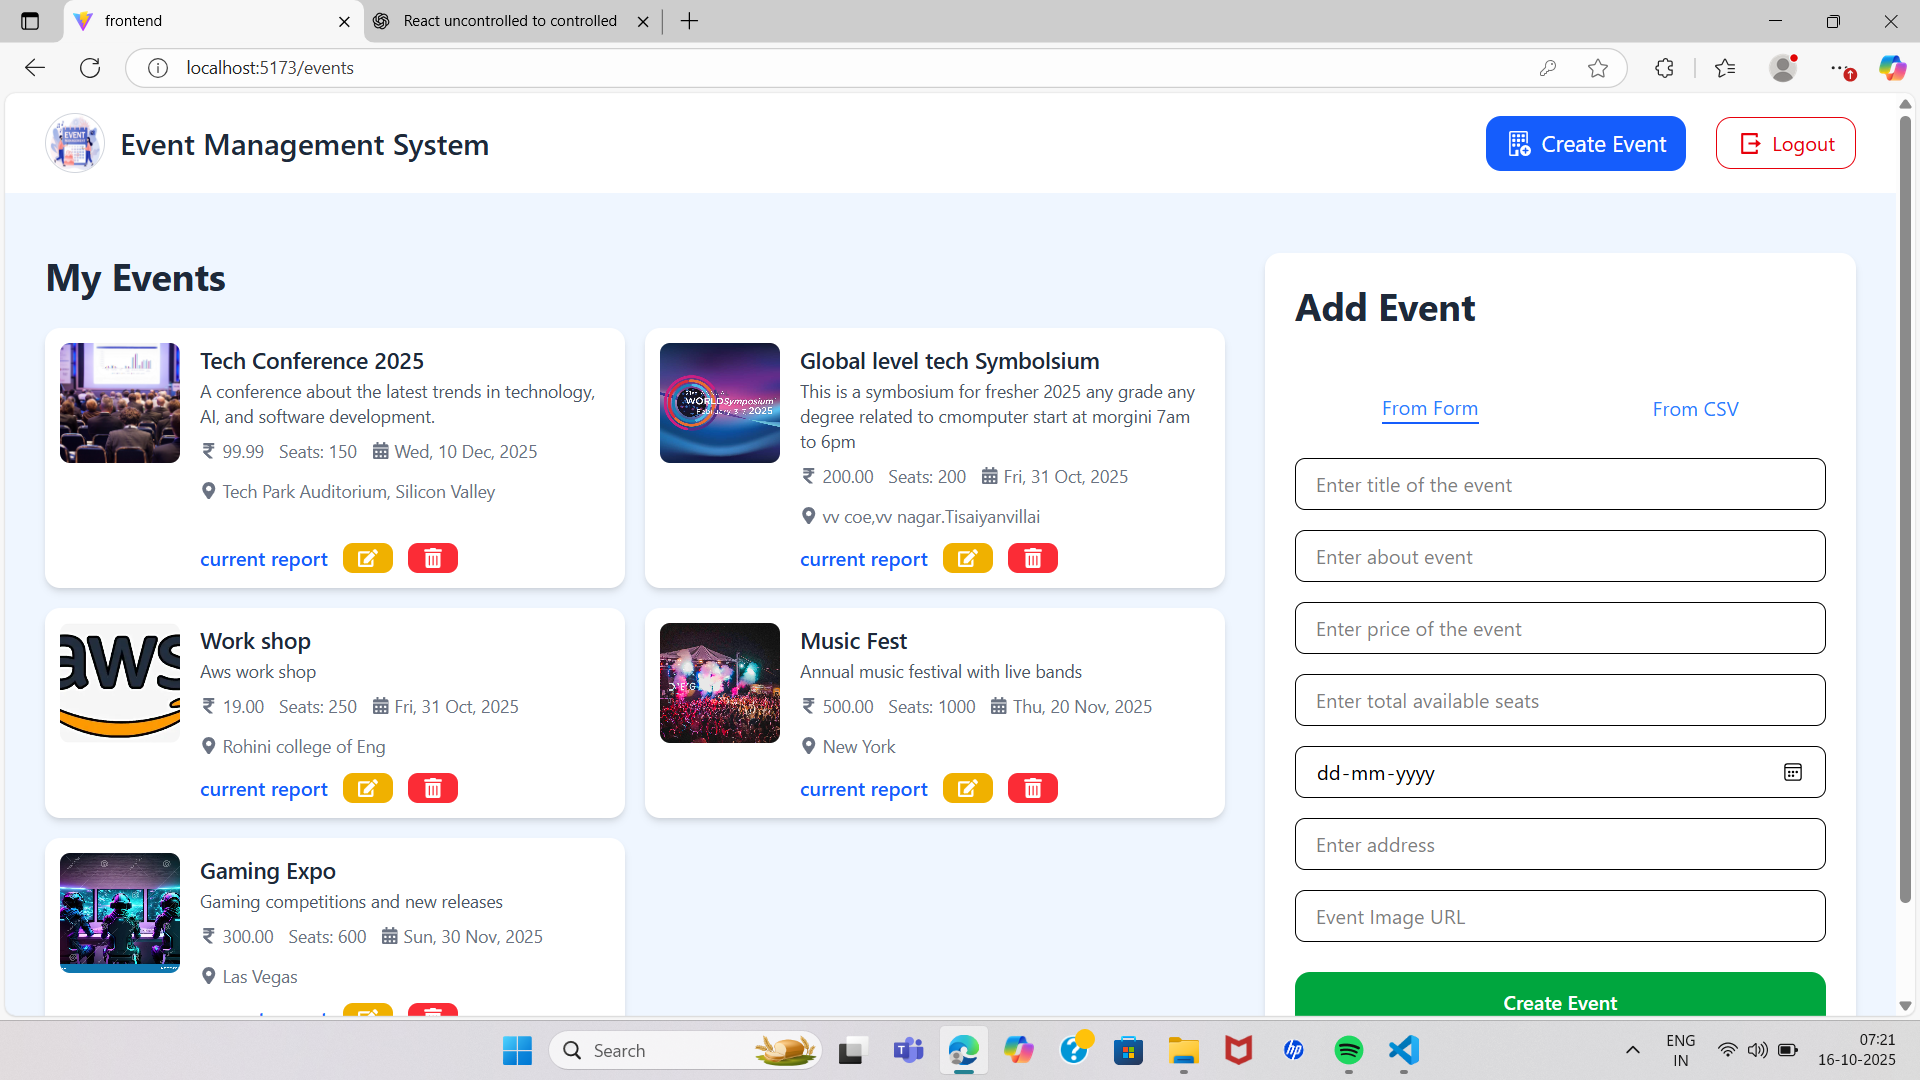 frontend
React uncontrolled to controlled
localhost:5173/events
EVENT
Event Management System
Create Event
Logout
My Events
Tech Conference 2025
A conference about the latest trends in technology,
AI, and software development.
₹ 99.99 Seats: 150 Wed, 10 Dec, 2025
Tech Park Auditorium, Silicon Valley
current report
Global level tech Symbolsium
This is a symbosium for fresher 2025 any grade any
degree related to cmomputer start at morgini 7am
to 6pm
₹ 200.00 Seats: 200 Fri, 31 Oct, 2025
vv coe,vv nagar.Tisaiyanvillai
current report
WORLDSymposium
February 3-7 2025
aws
Work shop
Aws work shop
₹ 19.00 Seats: 250 Fri, 31 Oct, 2025
Rohini college of Eng
current report
Music Fest
Annual music festival with live bands
₹ 500.00 Seats: 1000 Thu, 20 Nov, 2025
New York
current report
Gaming Expo
Gaming competitions and new releases
₹ 300.00 Seats: 600 Sun, 30 Nov, 2025
Las Vegas
Add Event
From Form
From CSV
Enter title of the event
Enter about event
Enter price of the event
Enter total available seats
dd-mm-yyyy
Enter address
Event Image URL
Create Event
Search
hp
ENG
IN
07:21
16-10-2025